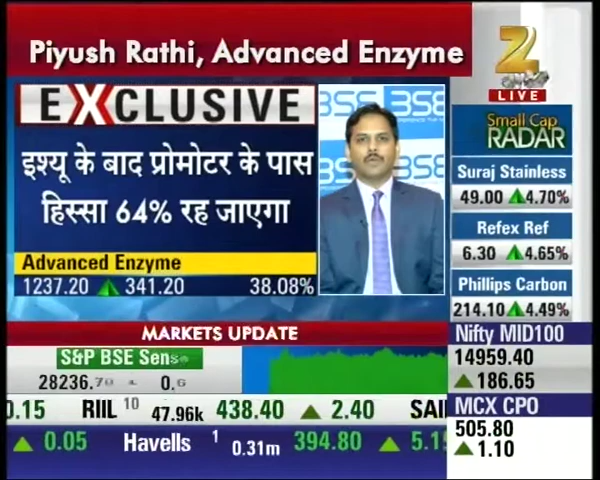 Piyush Rathi, Advanced Enzyme
LIVE
EXCLUSIVE
इश्यू के बाद प्रोमोटर के पास
हिस्सा 64% रह जाएगा
Advanced Enzyme
1237.20 341.20 38.08%
BSE BSE
Small Cap
RADAR
Suraj Stainless
49.00 4.70%
Refex Ref
6.30 4.65%
Phillips Carbon
214.10 4.49%
MARKETS UPDATE
S&P BSE Sens
28236.70 0.6
Nifty MID100
14959.40
186.65
MCX CPO
505.80
1.10
0.15 RIIL 10 47.96k 438.40 2.40 SAI
0.05 Havells 1 0.31m 394.80 5.1